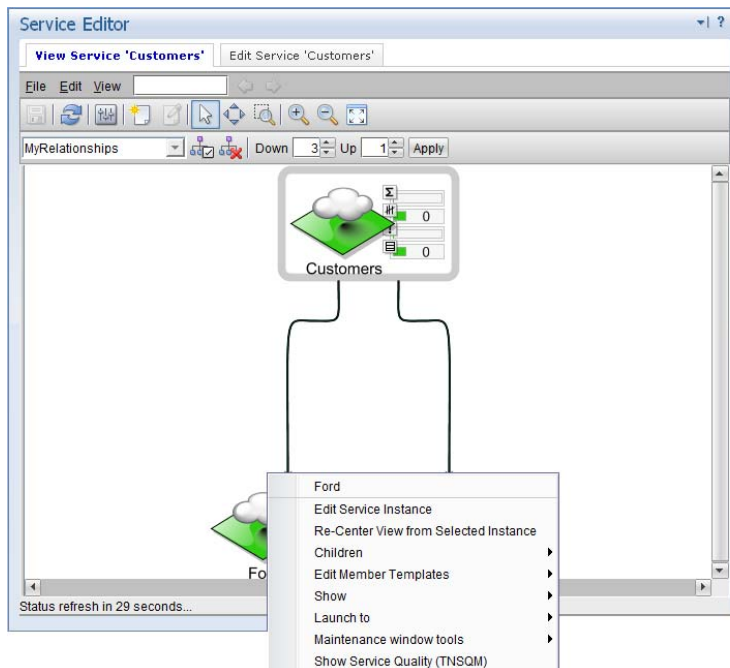 Service Editor
?
View Service 'Customers' Edit Service 'Customers'
File Edit View
MyRelationships Down 3 Up 1 Apply
Σ
0
0
Customers
Ford
Edit Service Instance
Re-Center View from Selected Instance
Children
Edit Member Templates
Fo
Show
Status refresh in 29 seconds...
Launch to
Maintenance window tools
Show Service Quality (TNSQM)